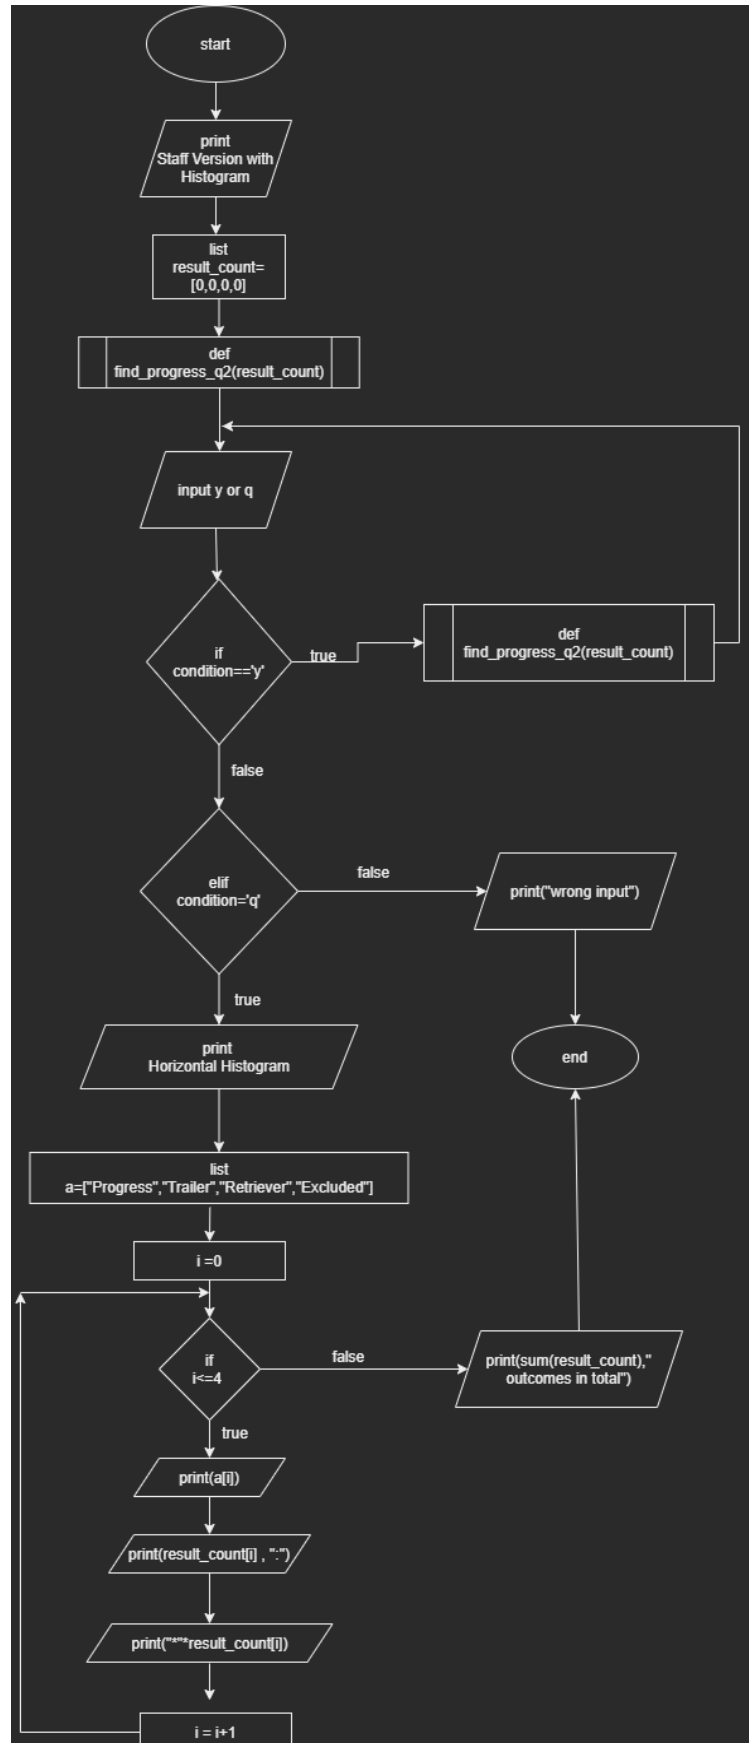 start
print
Staff Version with
Histogram
list
result_count=
[0,0,0,0]
def
find_progress_q2(result_count)
input y or q
if
condition=='y'
true
def
find_progress_q2(result_count)
false
elif
condition='q'
false
print("wrong input")
true
print
Horizontal Histogram
end
list
a=["Progress","Trailer","Retriever","Excluded"]
i =0
if
i<=4
false
print(sum(result_count),"
outcomes in total")
true
print(a[i])
print(result_count[i] , ":")
print("*"*result_count[i])
i = i+1